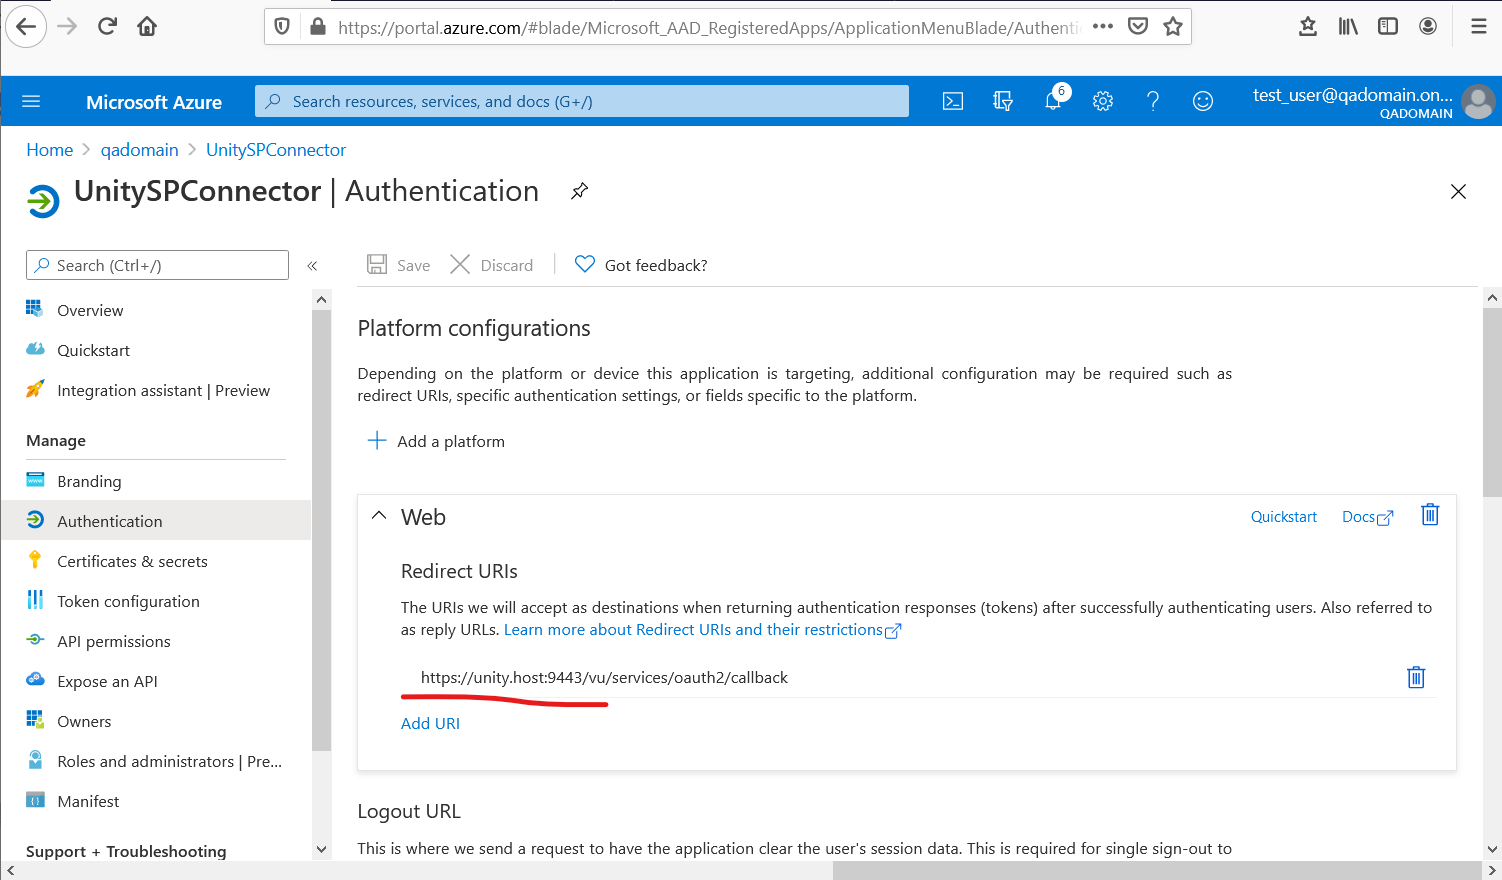 https://portal.azure.com/#blade/Microsoft_AAD_RegisteredApps/ApplicationMenuBlade/Authenti
Microsoft Azure
Search resources, services, and docs (G+/)
6
test_user@qadomain.on...
QADOMAIN
Home > qadomain > UnitySPConnector
UnitySPConnector | Authentication
Search (Ctrl+/)
«
Save
Discard
Got feedback?
Overview
Quickstart
Integration assistant | Preview
Manage
Branding
Authentication
Certificates & secrets
Token configuration
API permissions
Expose an API
Owners
Roles and administrators | Pre...
Manifest
Support + Troubleshooting
Platform configurations
Depending on the platform or device this application is targeting, additional configuration may be required such as
redirect URIs, specific authentication settings, or fields specific to the platform.
Add a platform
Web
Quickstart
Docs
Redirect URIs
The URIs we will accept as destinations when returning authentication responses (tokens) after successfully authenticating users. Also referred to
as reply URLs. Learn more about Redirect URIs and their restrictions
https://unity.host:9443/vu/services/oauth2/callback
Add URI
Logout URL
This is where we send a request to have the application clear the user's session data. This is required for single sign-out to